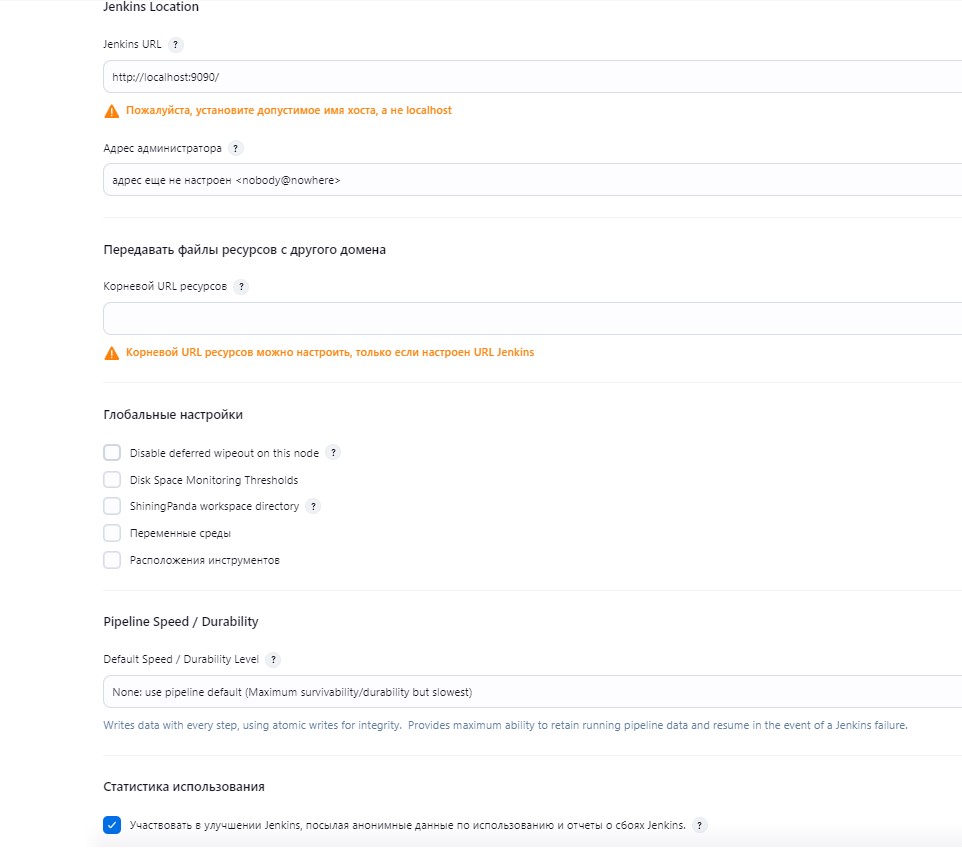 Jenkins Location
Jenkins URL ?
http://localhost:9090/
Пожалуйста, установите допустимое имя хоста, а не localhost
Адрес администратора ?
адрес еще не настроен <nobody@nowhere>
Передавать файлы ресурсов с другого домена
Корневой URL ресурсов ?
Корневой URL ресурсов можно настроить, только если настроен URL Jenkins
Глобальные настройки
Disable deferred wipeout on this node ?
Disk Space Monitoring Thresholds
ShiningPanda workspace directory ?
Переменные среды
Расположения инструментов
Pipeline Speed / Durability
Default Speed / Durability Level ?
None: use pipeline default (Maximum survivability/durability but slowest)
Writes data with every step, using atomic writes for integrity. Provides maximum ability to retain running pipeline data and resume in the event of a Jenkins failure.
Статистика использования
Участвовать в улучшении Jenkins, посылая анонимные данные по использованию и отчеты о сбоях Jenkins. ?